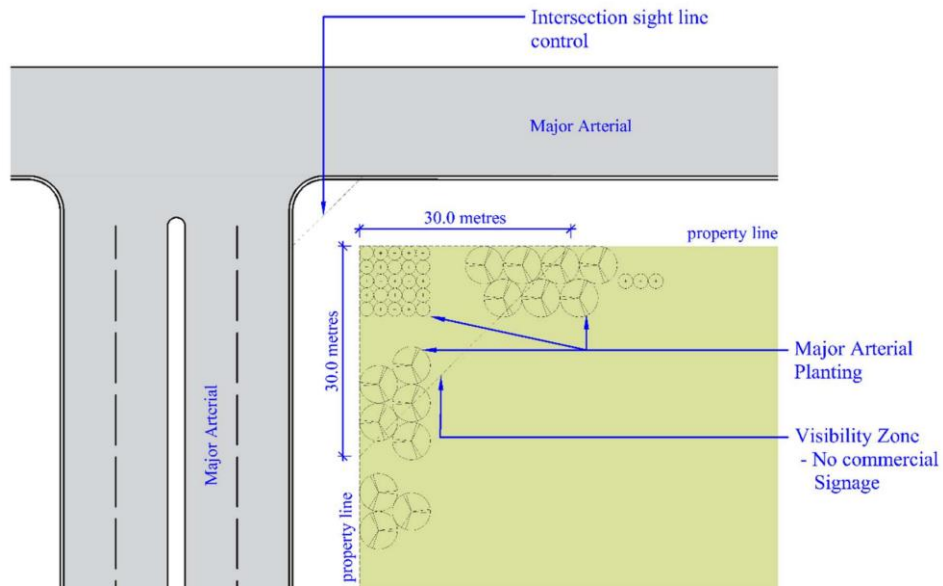 Intersection sight line
control
Major Arterial
30.0 metres
property line
30.0 metres
Major Arterial
Planting
Major Arterial
Visibility Zone
- No commercial
Signage
property line